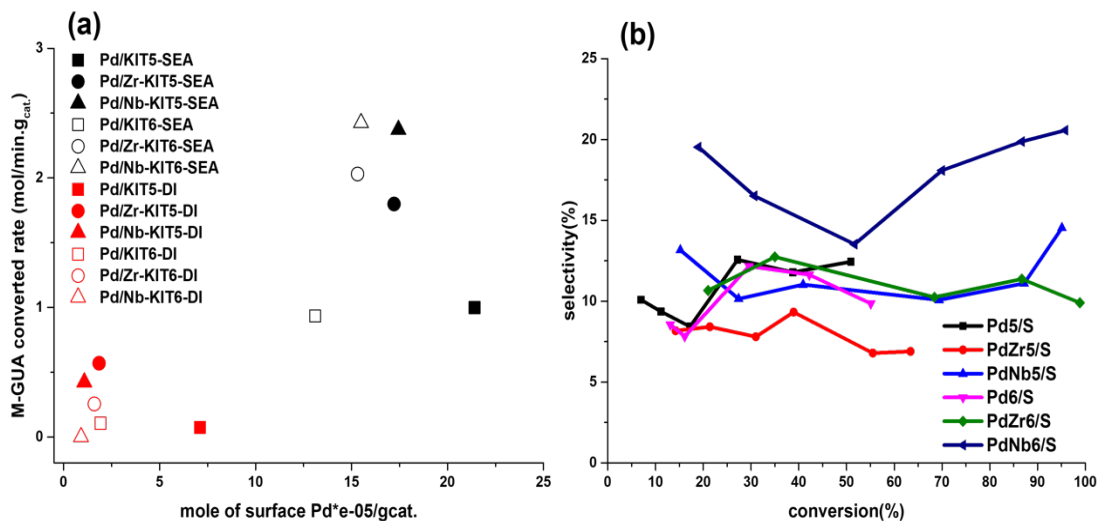 (a)
M-GUA converted rate (mol/min.gcat.)
3
2
1
0
Pd/KIT5-SEA
Pd/Zr-KIT5-SEA
Pd/Nb-KIT5-SEA
Pd/KIT6-SEA
Pd/Zr-KIT6-SEA
Pd/Nb-KIT6-SEA
Pd/KIT5-DI
Pd/Zr-KIT5-DI
Pd/Nb-KIT5-DI
Pd/KIT6-DI
Pd/Zr-KIT6-DI
Pd/Nb-KIT6-DI
0 5 10 15 20 25
mole of surface Pd*e-05/gcat.
(b)
selectivity(%)
25
20
15
10
5
0
Pd5/S
PdZr5/S
PdNb5/S
Pd6/S
PdZr6/S
PdNb6/S
0 10 20 30 40 50 60 70 80 90 100
conversion(%)